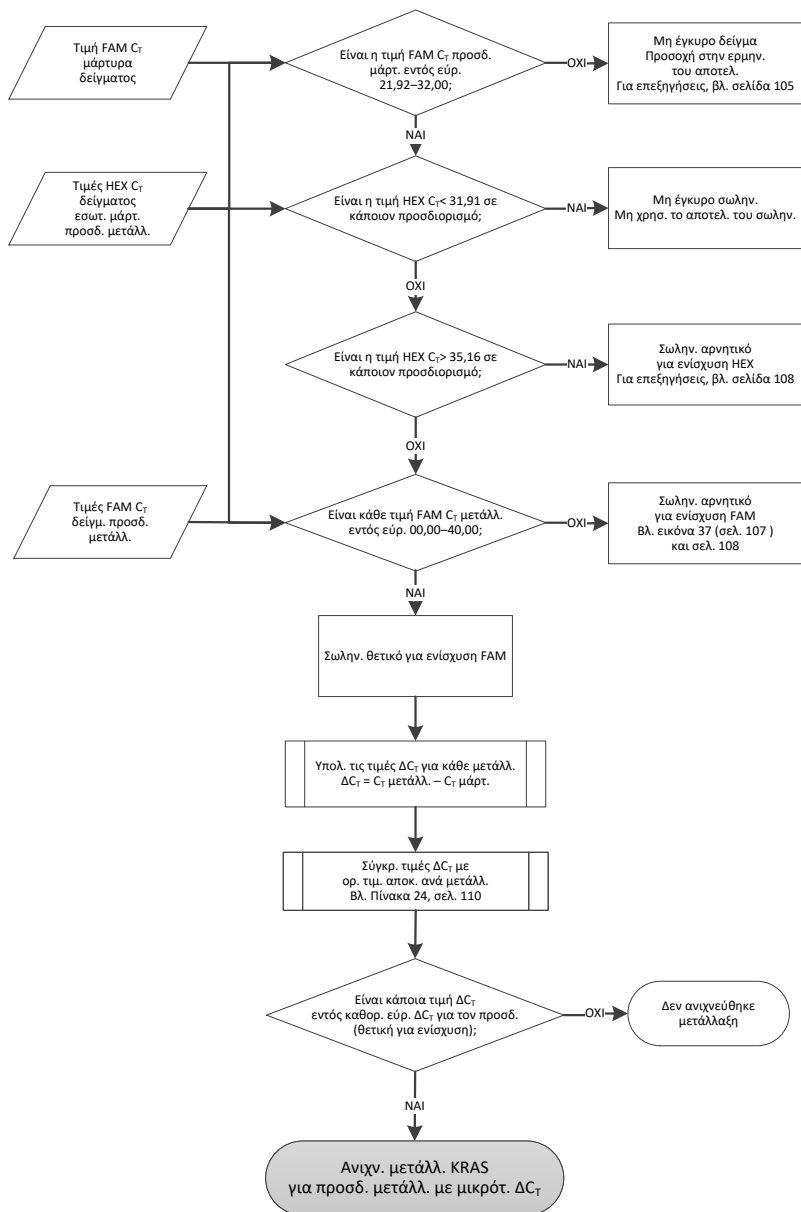 Τιμή FAM CT
μάρτυρα
δείγματος
Είναι η τιμή FAM CT προσδ.
μάρτ. εντός εύρ.
21,92–32,00;
ΟΧΙ
Μη έγκυρο δείγμα
Προσοχή στην ερμην.
του αποτελ.
Για επεξηγήσεις, βλ. σελίδα 105
ΝΑΙ
Τιμές HEX CT
δείγματος
εσωτ. μάρτ.
προσδ. μετάλλ.
Είναι η τιμή HEX CT< 31,91 σε
κάποιον προσδιορισμό;
ΝΑΙ
Μη έγκυρο σωλην.
Μη χρησ. το αποτελ. του σωλην.
ΟΧΙ
Είναι η τιμή HEX CT> 35,16 σε
κάποιον προσδιορισμό;
ΝΑΙ
Σωλην. αρνητικό
για ενίσχυση HEX
Για επεξηγήσεις, βλ. σελίδα 108
ΟΧΙ
Τιμές FAM CT
δείγμ. προσδ.
μετάλλ.
Είναι κάθε τιμή FAM CT μετάλλ.
εντός εύρ. 00,00–40,00;
ΟΧΙ
Σωλην. αρνητικό
για ενίσχυση FAM
Βλ. εικόνα 37 (σελ. 107 )
και σελ. 108
ΝΑΙ
Σωλην. θετικό για ενίσχυση FAM
Υπολ. τις τιμές ΔCT για κάθε μετάλλ.
ΔCT = CT μετάλλ. – CT μάρτ.
Σύγκρ. τιμές ΔCT με
ορ. τιμ. αποκ. ανά μετάλλ.
Βλ. Πίνακα 24, σελ. 110
Είναι κάποια τιμή ΔCT
εντός καθορ. εύρ. ΔCT για τον προσδ.
(θετική για ενίσχυση);
ΟΧΙ
Δεν ανιχνεύθηκε
μετάλλαξη
ΝΑΙ
Ανιχν. μετάλλ. KRAS
για προσδ. μετάλλ. με μικρότ. ΔCT